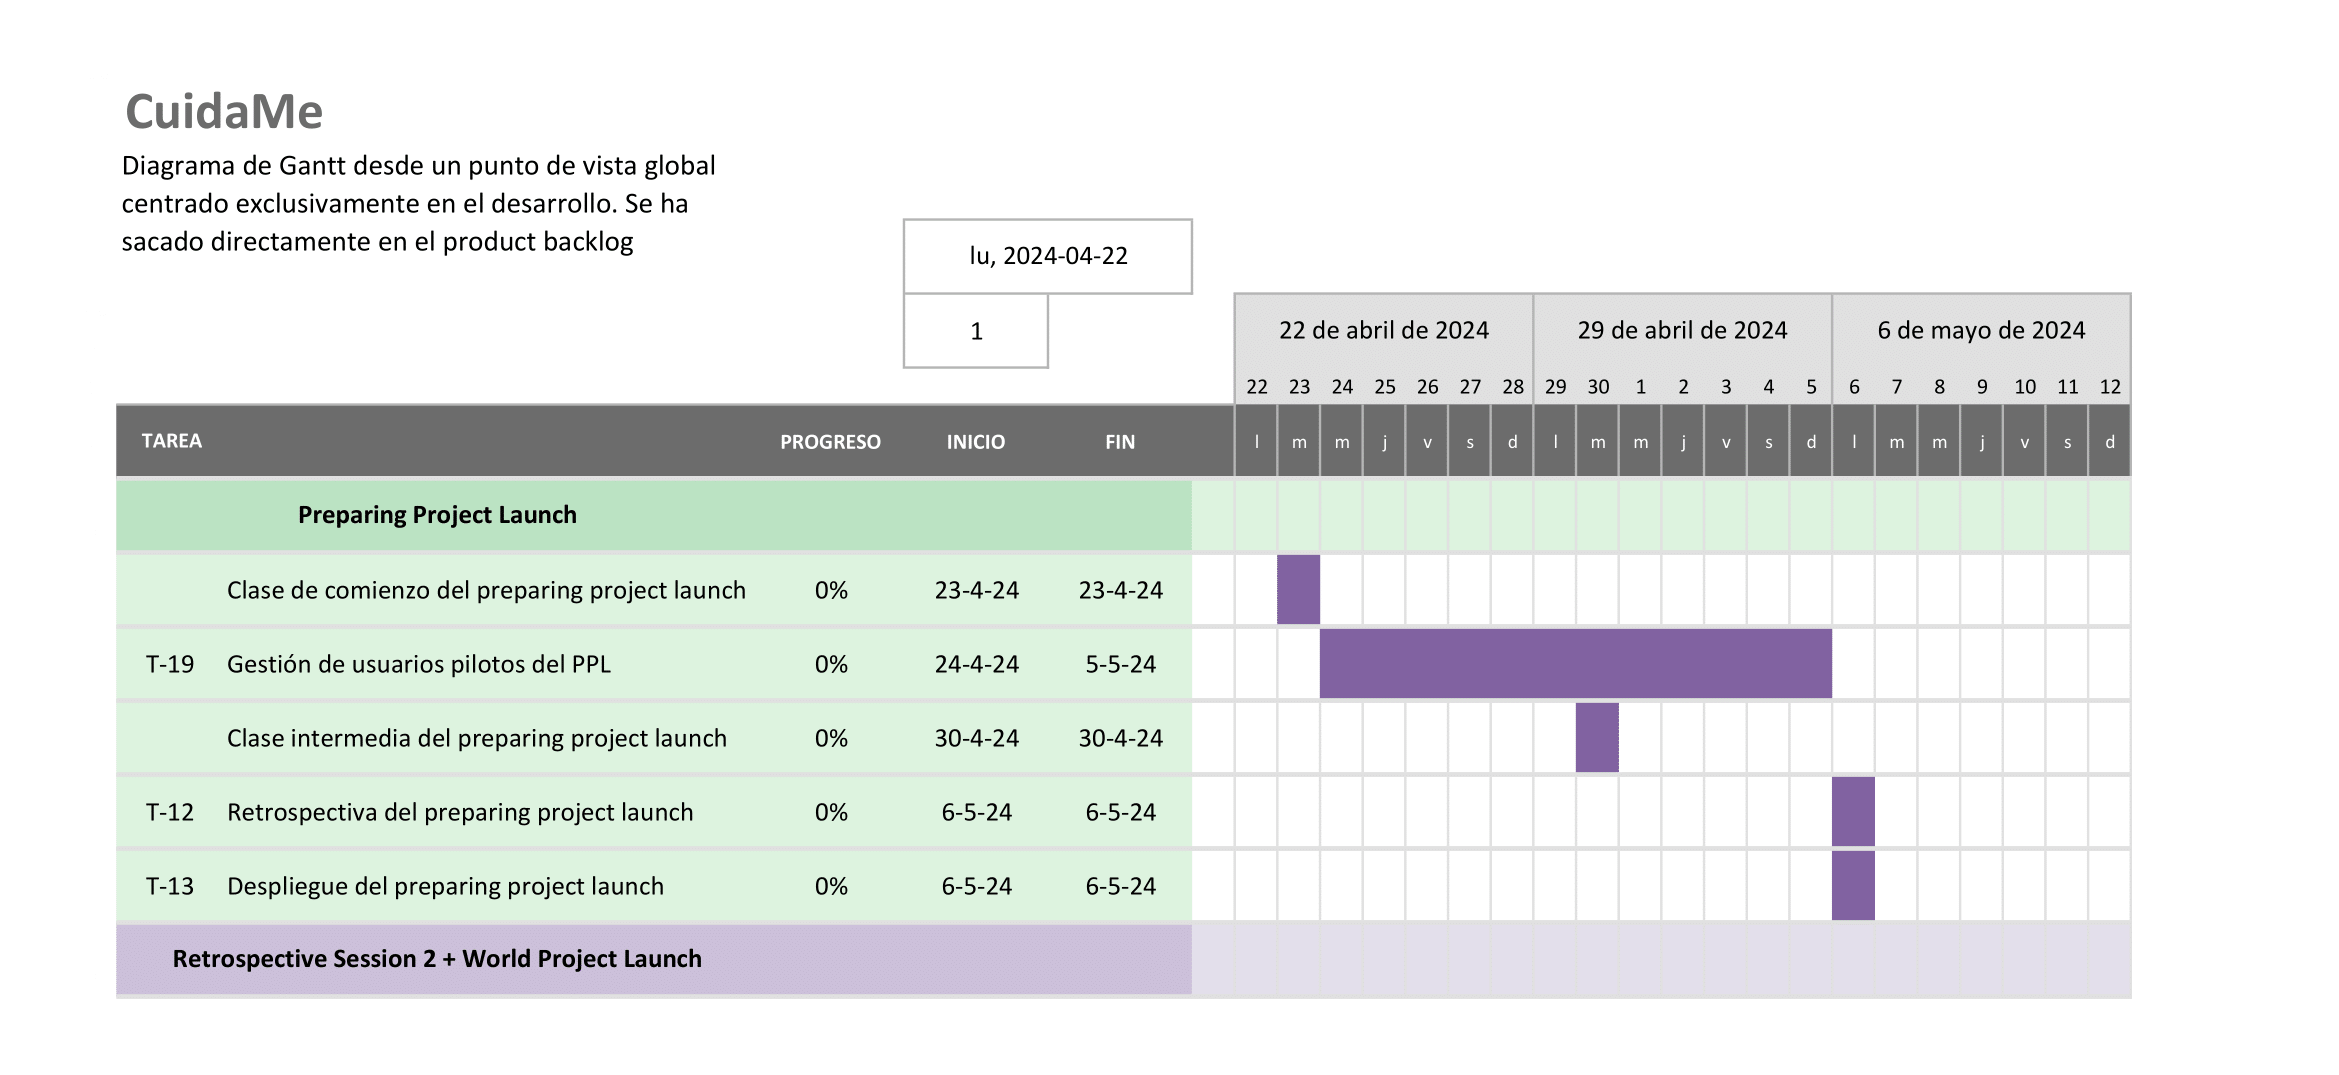 CuidaMe
Diagrama de Gantt desde un punto de vista global
centrado exclusivamente en el desarrollo. Se ha
sacado directamente en el product backlog
lu, 2024-04-22
1
22 de abril de 2024 29 de abril de 2024 6 de mayo de 2024
22 23 24 25 26 27 28 29 30 1 2 3 4 5 6 7 8 9 10 11 12
TAREA PROGRESO INICIO FIN l m m j v s d l m m j v s d l m m j v s d
Preparing Project Launch
Clase de comienzo del preparing project launch 0% 23-4-24 23-4-24
T-19 Gestión de usuarios pilotos del PPL 0% 24-4-24 5-5-24
Clase intermedia del preparing project launch 0% 30-4-24 30-4-24
T-12 Retrospectiva del preparing project launch 0% 6-5-24 6-5-24
T-13 Despliegue del preparing project launch 0% 6-5-24 6-5-24
Retrospective Session 2 + World Project Launch